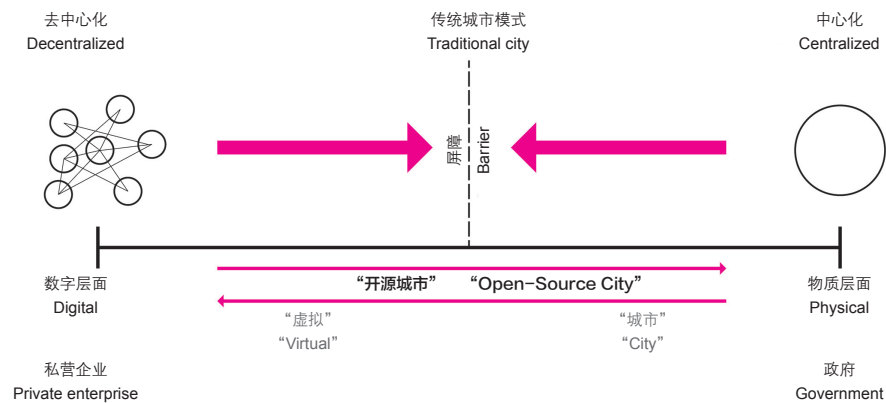 去中心化
Decentralized
传统城市模式
Traditional city
中心化
Centralized
屏障
Barrier
数字层面
Digital
“开源城市” “Open-Source City”
物质层面
Physical
“虚拟”
“Virtual”
“城市”
“City”
私营企业
Private enterprise
政府
Government